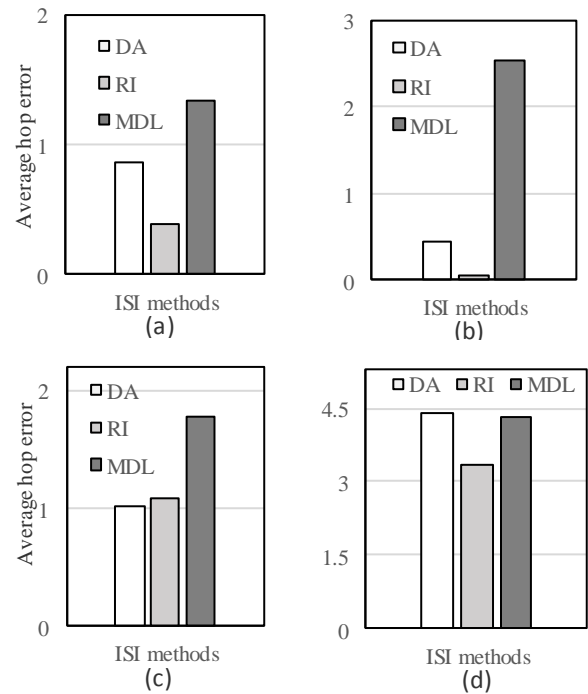 2
DA
RI
MDL
1
0
Average hop error
ISI methods
(a)
3
DA
RI
2
MDL
1
0
ISI methods
(b)
2
DA
RI
MDL
1
0
Average hop error
ISI methods
(c)
DA RI MDL
4.5
3
1.5
0
ISI methods
(d)